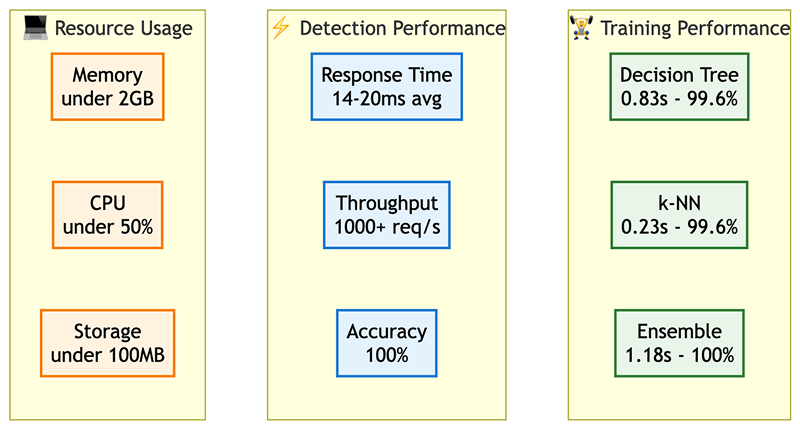 💻 Resource Usage
Memory
under 2GB
CPU
under 50%
Storage
under 100MB
⚡ Detection Performance
Response Time
14-20ms avg
Throughput
1000+ req/s
Accuracy
100%
🏋️ Training Performance
Decision Tree
0.83s - 99.6%
k-NN
0.23s - 99.6%
Ensemble
1.18s - 100%